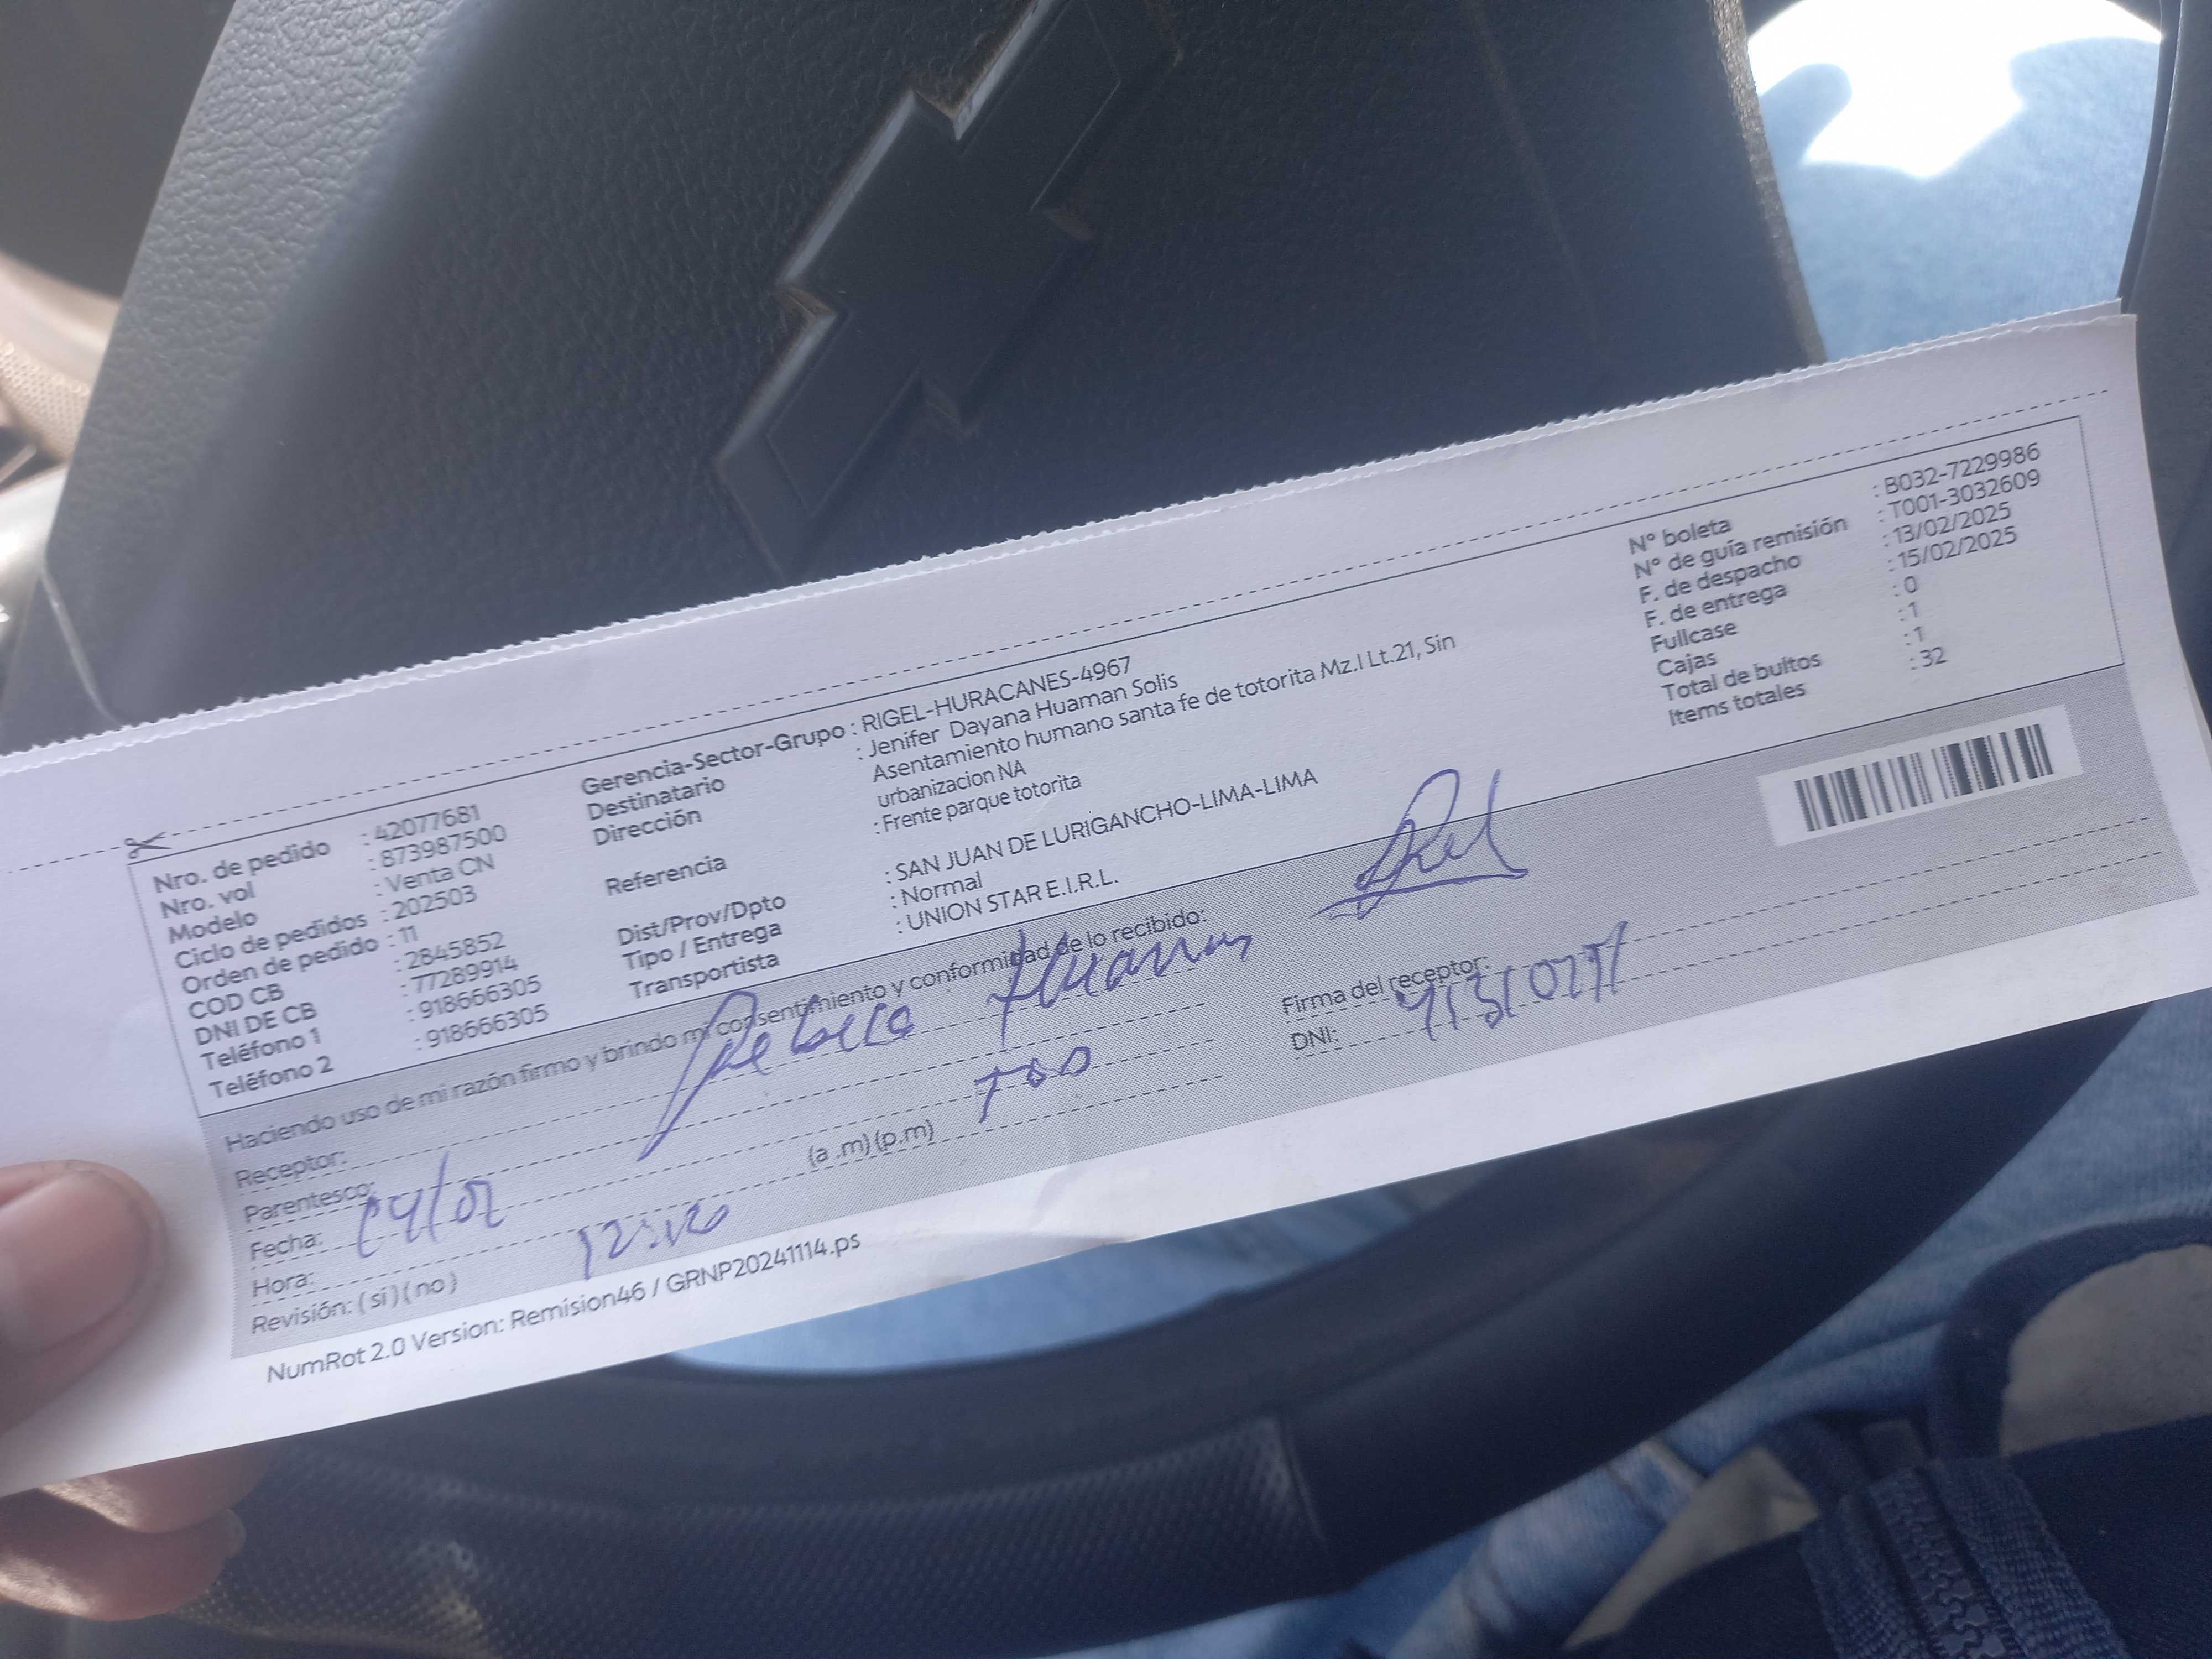 Nro. de pedido : 42077681
Nro. vol : 873987500
Modelo : Venta CN
Ciclo de pedidos : 202503
Orden de pedido : 11
COD CB : 2845852
DNI DE CB : 77289914
Teléfono 1 : 918666305
Teléfono 2 : 918666305
Gerencia-Sector-Grupo : RIGEL-HURACANES-4967
Destinatario : Jenifer Dayana Huaman Solis
Dirección Asentamiento humano santa fe de totorita Mz.I Lt.21, Sin
urbanizacion NA
: Frente parque totorita
Referencia
Dist/Prov/Dpto : SAN JUAN DE LURIGANCHO-LIMA-LIMA
Tipo / Entrega : Normal
Transportista : UNION STAR E.I.R.L.
N° boleta : B032-7229986
N° de guía remisión : T001-3032609
F. de despacho : 13/02/2025
F. de entrega : 15/02/2025
Fullcase : 0
Cajas : 1
Total de bultos : 1
Items totales : 32
Haciendo uso de mi razón firmo y brindo mi consentimiento y conformidad de lo recibido:
Receptor: Rebeca
Parentesco:
Fecha:
Hora: (a .m)(p.m)
Revisión: (si)(no)
Firma del receptor:
DNI:
NumRot 2.0 Version: Remision46 / GRNP20241114.ps